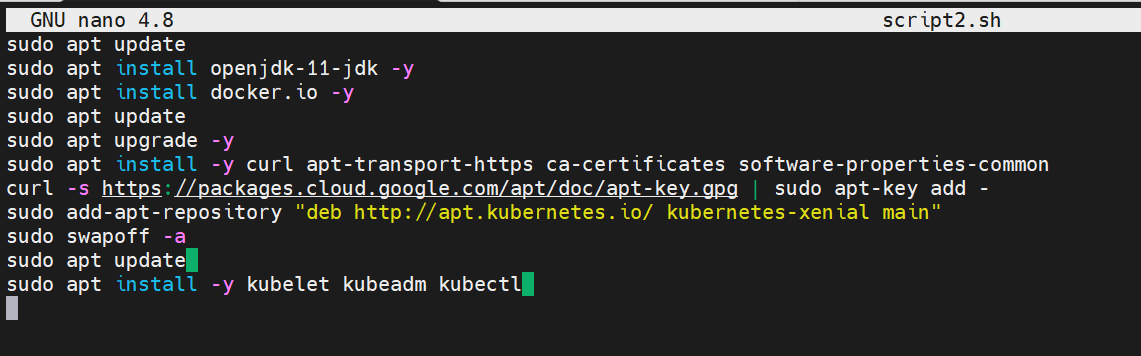 GNU nano 4.8 script2.sh
sudo apt update
sudo apt install openjdk-11-jdk -y
sudo apt install docker.io -y
sudo apt update
sudo apt upgrade -y
sudo apt install -y curl apt-transport-https ca-certificates software-properties-common
curl -s https://packages.cloud.google.com/apt/doc/apt-key.gpg | sudo apt-key add -
sudo add-apt-repository "deb http://apt.kubernetes.io/ kubernetes-xenial main"
sudo swapoff -a
sudo apt update
sudo apt install -y kubelet kubeadm kubectl